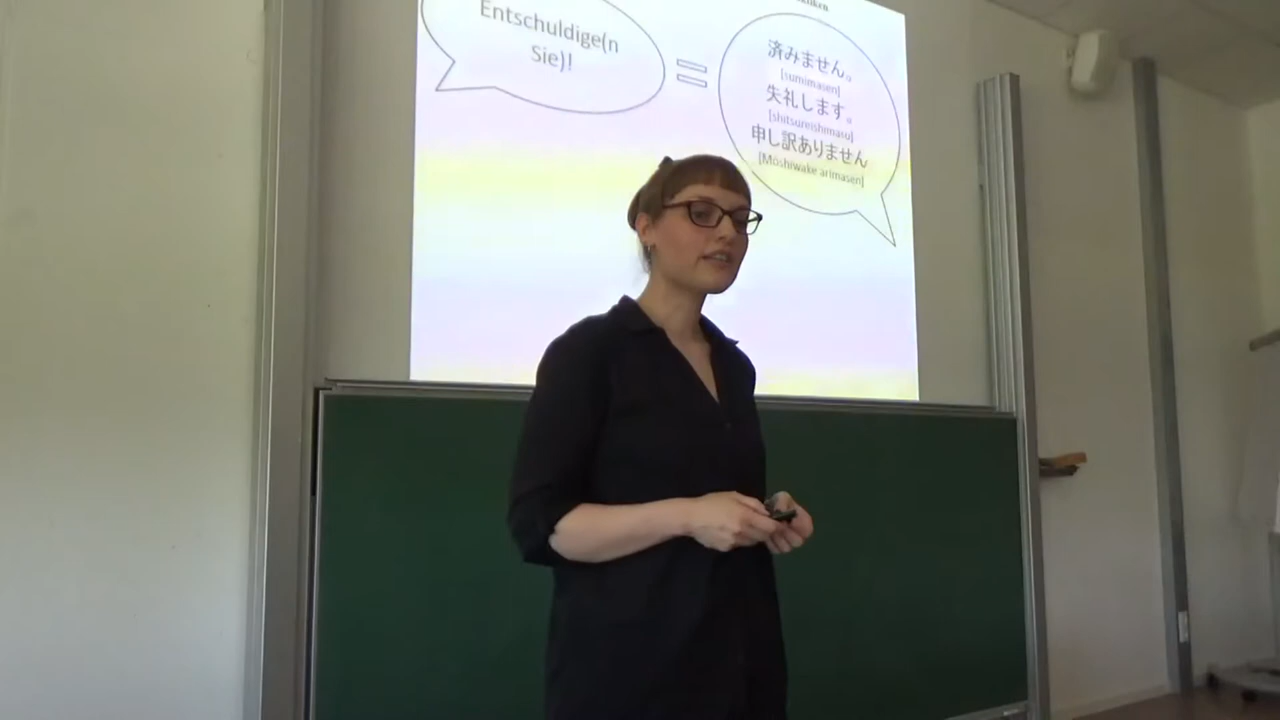 Entschuldige(n
Sie)!
=
済みません。
[sumimasen]
失礼します。
[shitsureishimasu]
申し訳ありません
[Moshiwake arimasen]